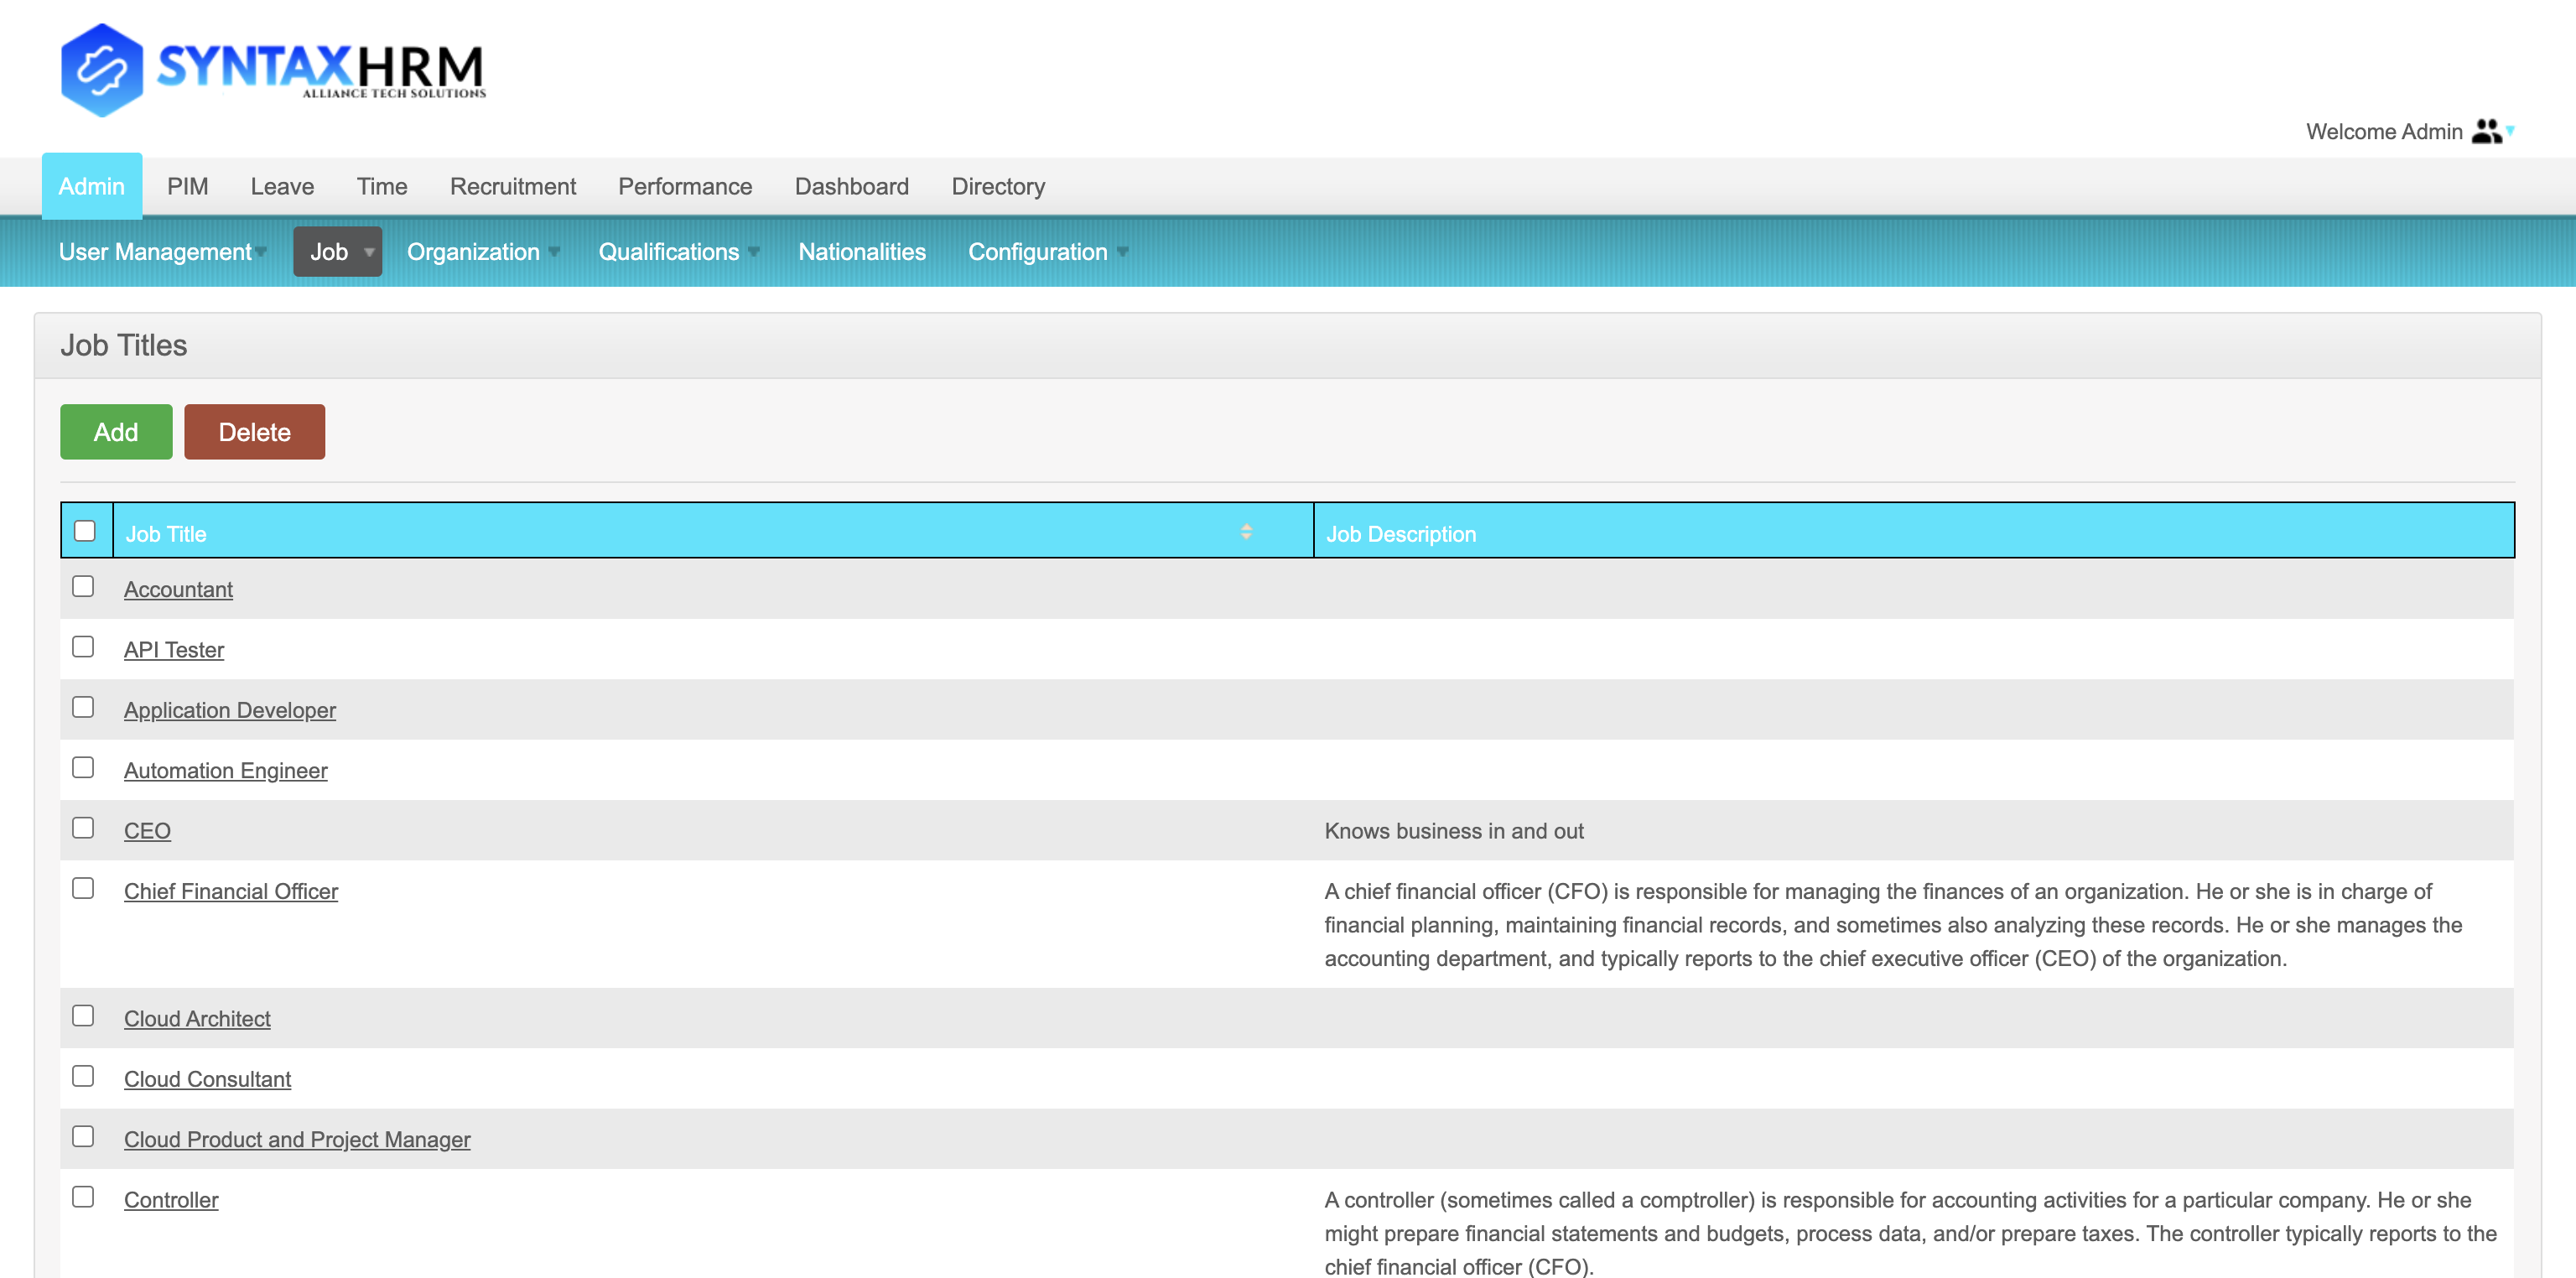 SYNTAXHRM
ALLIANCE TECH SOLUTIONS
Welcome Admin
Admin PIM Leave Time Recruitment Performance Dashboard Directory
User Management Job Organization Qualifications Nationalities Configuration
Job Titles
Add Delete
Job Title Job Description
Accountant
API Tester
Application Developer
Automation Engineer
CEO Knows business in and out
Chief Financial Officer A chief financial officer (CFO) is responsible for managing the finances of an organization. He or she is in charge of
financial planning, maintaining financial records, and sometimes also analyzing these records. He or she manages the
accounting department, and typically reports to the chief executive officer (CEO) of the organization.
Cloud Architect
Cloud Consultant
Cloud Product and Project Manager
Controller A controller (sometimes called a comptroller) is responsible for accounting activities for a particular company. He or she
might prepare financial statements and budgets, process data, and/or prepare taxes. The controller typically reports to the
chief financial officer (CFO).